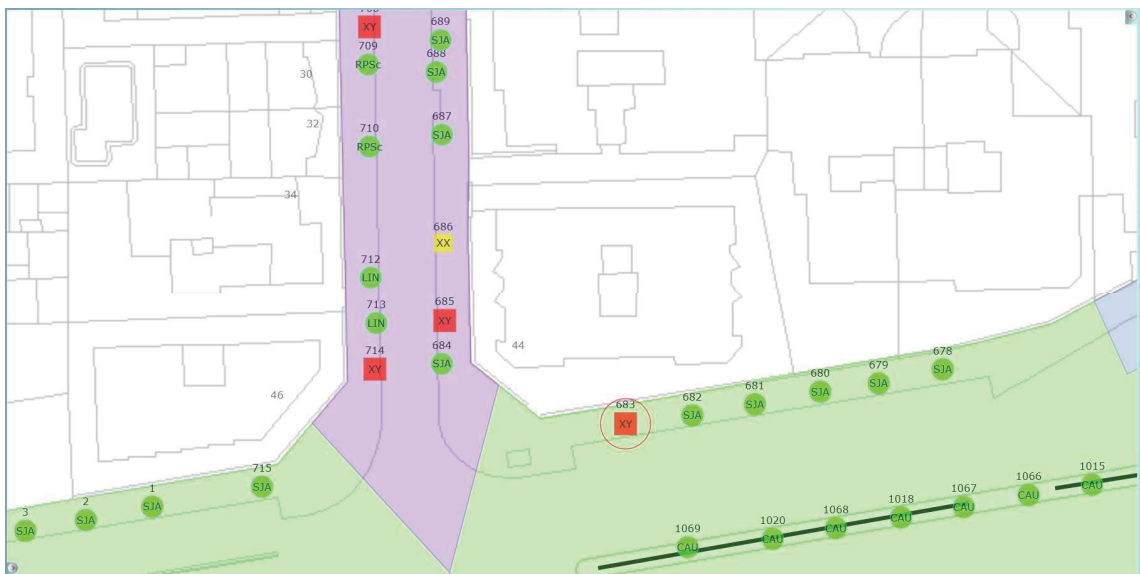 XY
689
SJA
709
RPSc
688
SJA
30
32
710
RPSc
687
SJA
34
686
XX
712
LIN
713
LIN
685
XY
714
XY
684
SJA
44
46
683
XY
682
SJA
681
SJA
680
SJA
679
SJA
678
SJA
715
SJA
1
SJA
2
SJA
3
SJA
1069
CAU
1020
CAU
1068
CAU
1018
CAU
1067
CAU
1066
CAU
1015
CAU